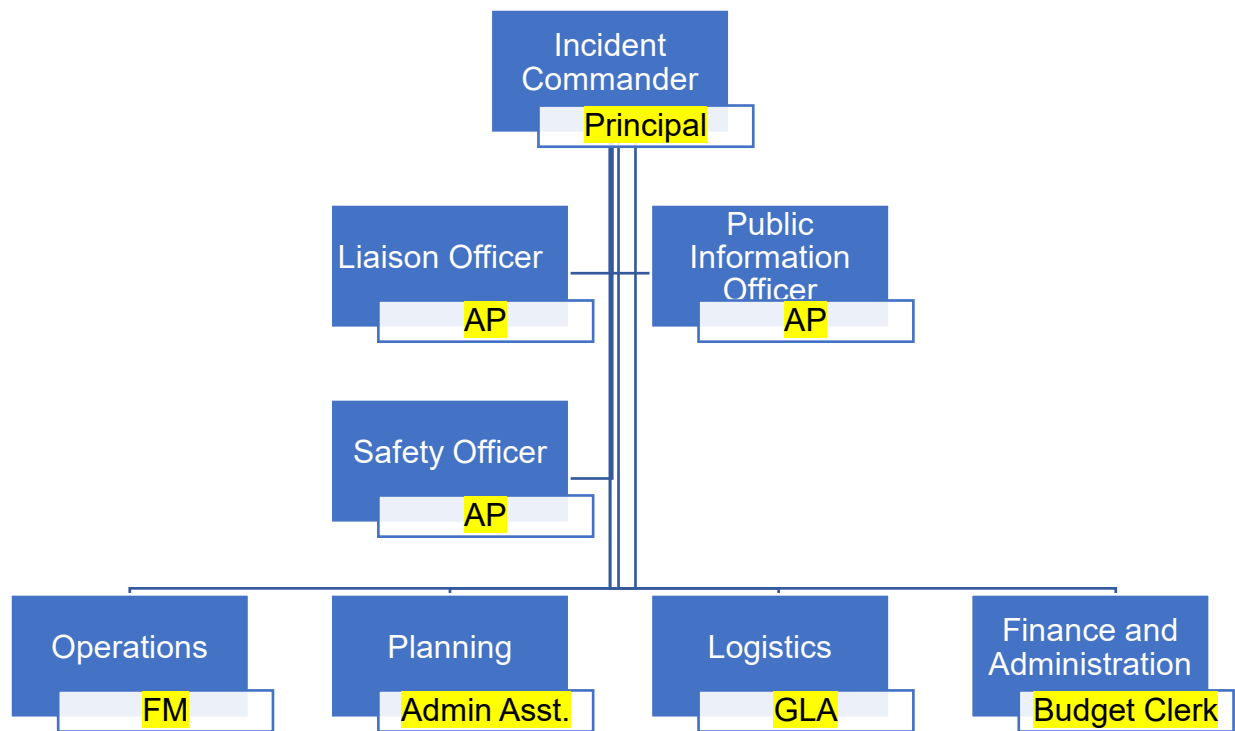 Incident
Commander
Principal
Liaison Officer
AP
Public
Information
Officer
AP
Safety Officer
AP
Operations
FM
Planning
Admin Asst.
Logistics
GLA
Finance and
Administration
Budget Clerk